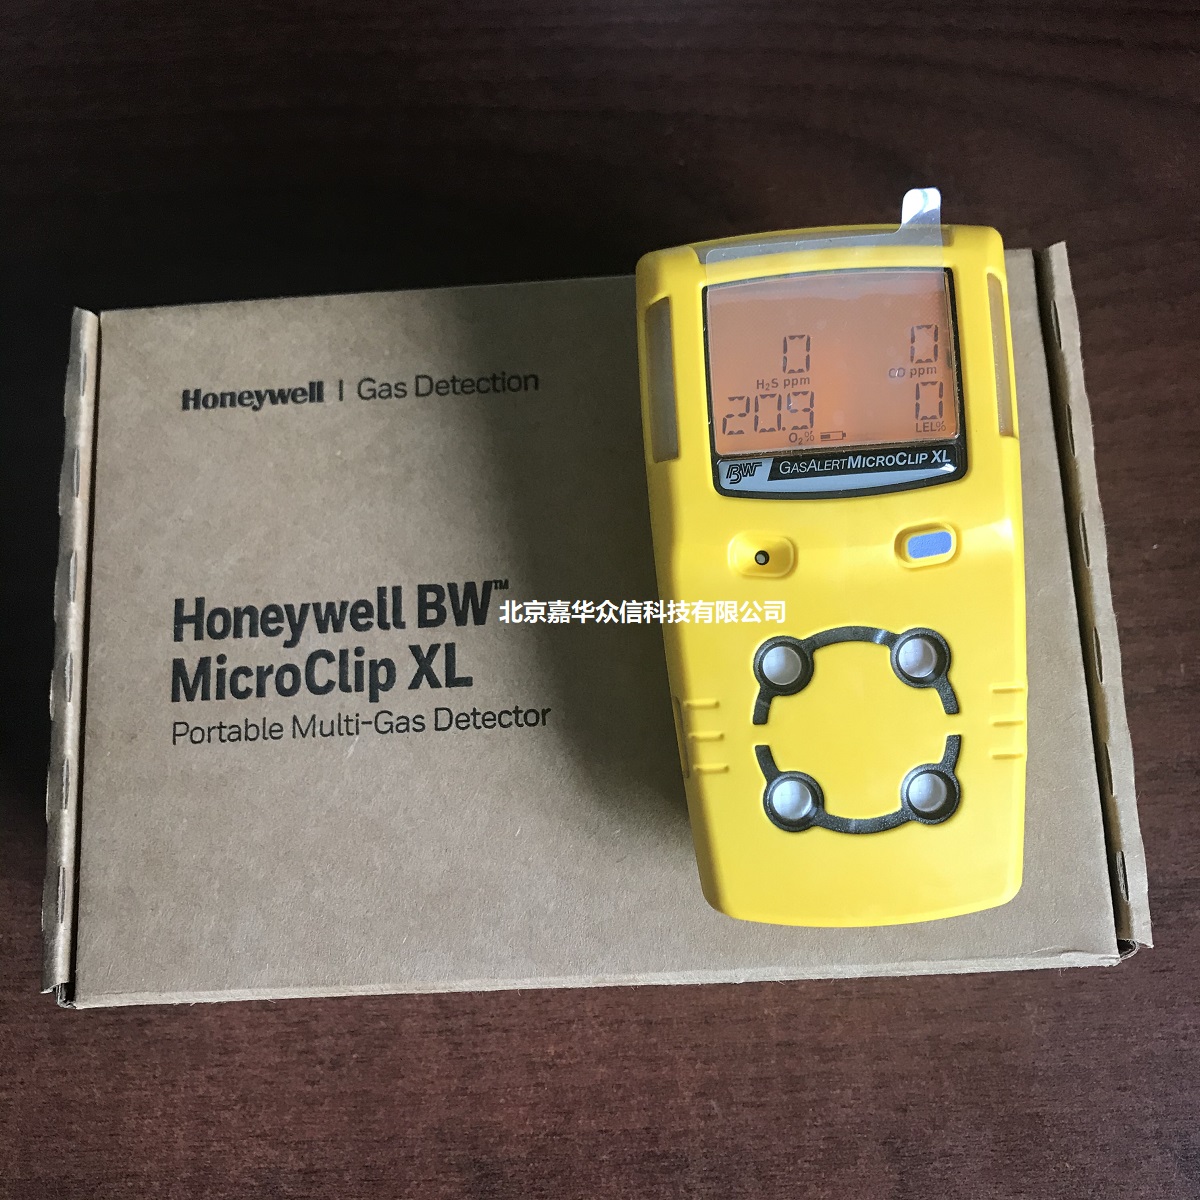 Honeywell | Gas Detection
Honeywell BW™
MicroClip XL
Portable Multi-Gas Detector
北京嘉华众信科技有限公司
0 0
H₂S ppm CO ppm
20.9 0
O₂% LEL%
BW GASALERTMICROCLIP XL